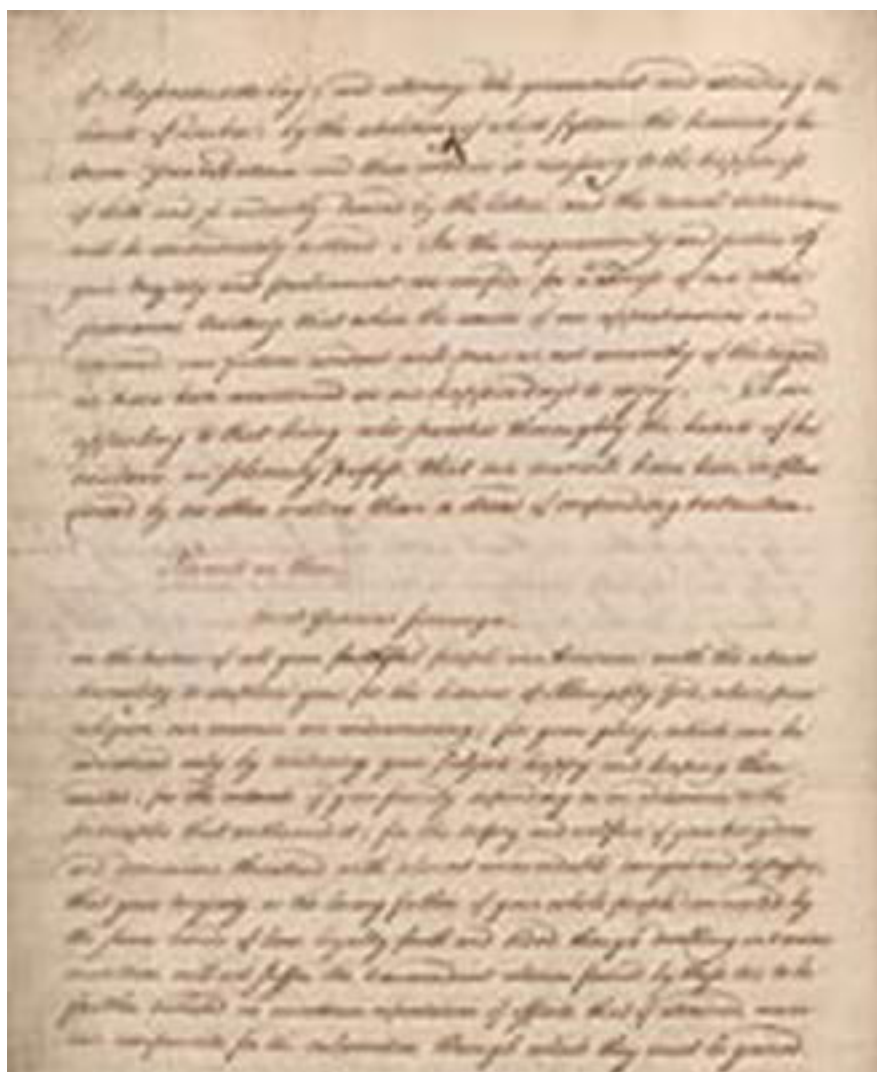 and altering the government and extending the
limits of by the abolition of which system the harmony be
tween Great Britain and these colonies so necessary to the happiness
of both and so ardently desired by the latter, and the usual intercourses
will be immediately restored. In the magnanimity and justice of
your majesty and parliament we confide for a redress of our other
grievances trusting that when the causes of our apprehensions are
removed our future conduct will prove us not unworthy of the regard
we have been accustomed in our happier days to enjoy.
appealing to that being who searches thoroughly the hearts of his
creatures we solemnly profess that our councils have been influ
enced by no other motive than a dread of impending destruction.
Permit us then
most gracious sovereign
in the name of all your faithful people in America with the utmost
humility to implore you for the honor of Almighty God, whose pure
religion our enemies are undermining; for your glory, which can be
advanced only by rendering your subjects happy and keeping them
united; for the interests of your family depending on an adherence to the
principles that enthroned it; for the safety and welfare of your kingdoms
and dominions threatened with almost unavoidable dangers and distresses,
that your majesty as the loving father of your whole people connected by
the same bonds of law loyalty faith and blood though dwelling in various
countries will not suffer the transcendant relation formed by these ties to be
farther violated in uncertain expectation of effects that if attained never
can compensate for the calamities through which they must be gained